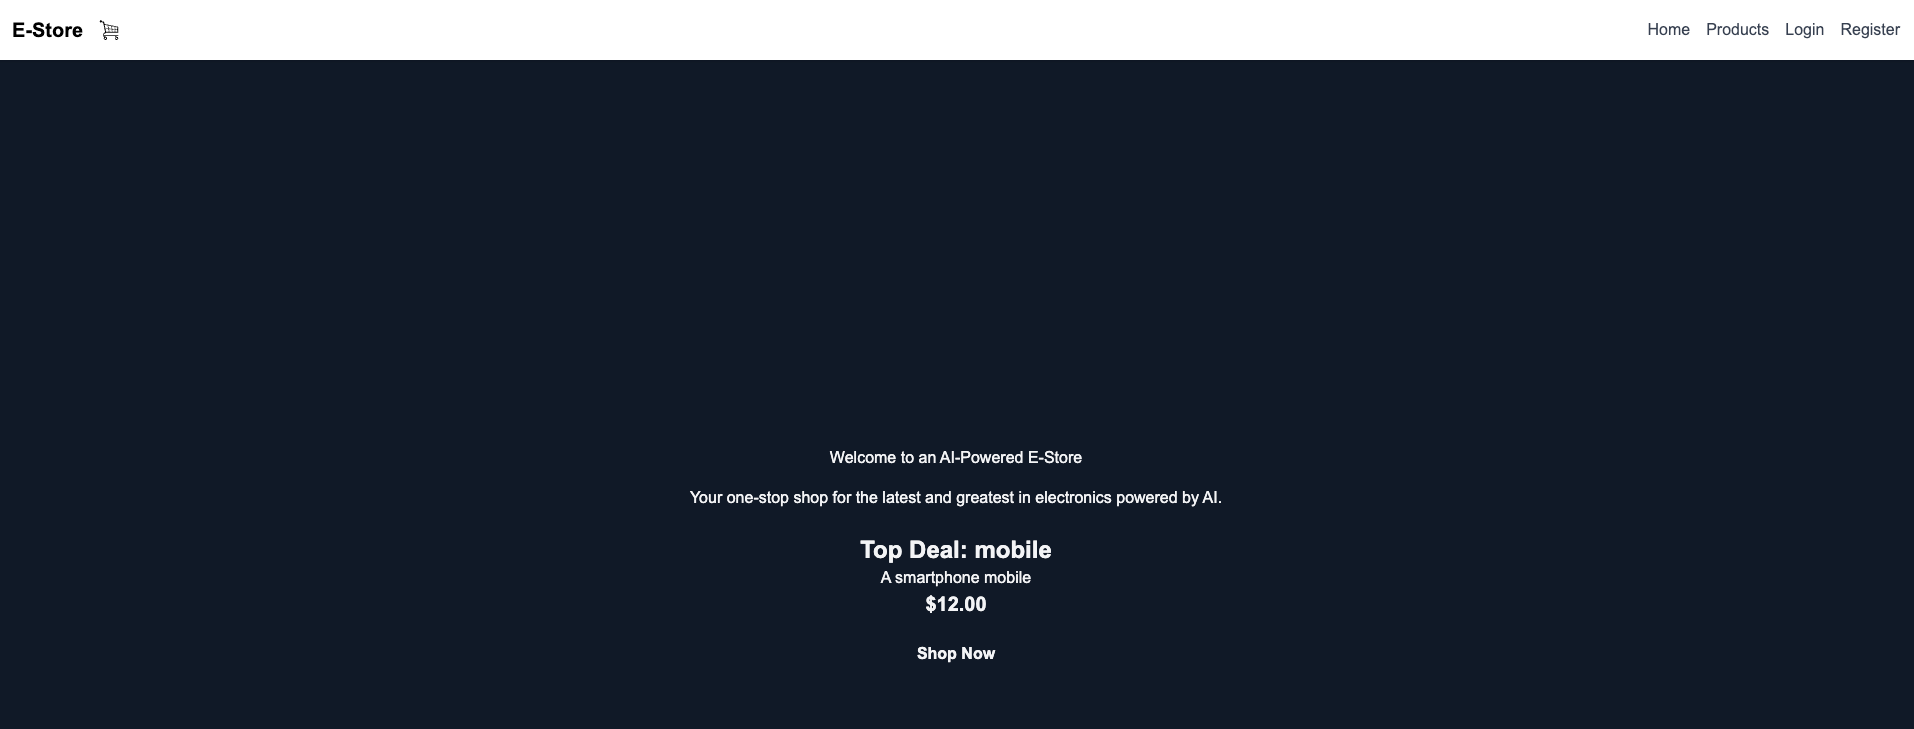 E-Store
Home Products Login Register
Welcome to an AI-Powered E-Store
Your one-stop shop for the latest and greatest in electronics powered by AI.
Top Deal: mobile
A smartphone mobile
$12.00
Shop Now